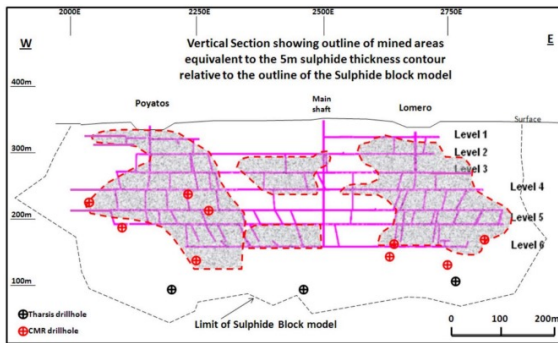 2000E 2250E 2500E 2750E
W E
Vertical Section showing outline of mined areas
equivalent to the 5m sulphide thickness contour
relative to the outline of the Sulphide block model
400m
Poyatos Main shaft Lomero
Surface
Level 1
300m Level 2
Level 3
Level 4
200m Level 5
Level 6
100m
Tharsis drillhole
CMR drillhole
Limit of Sulphide Block model
0 100 200m